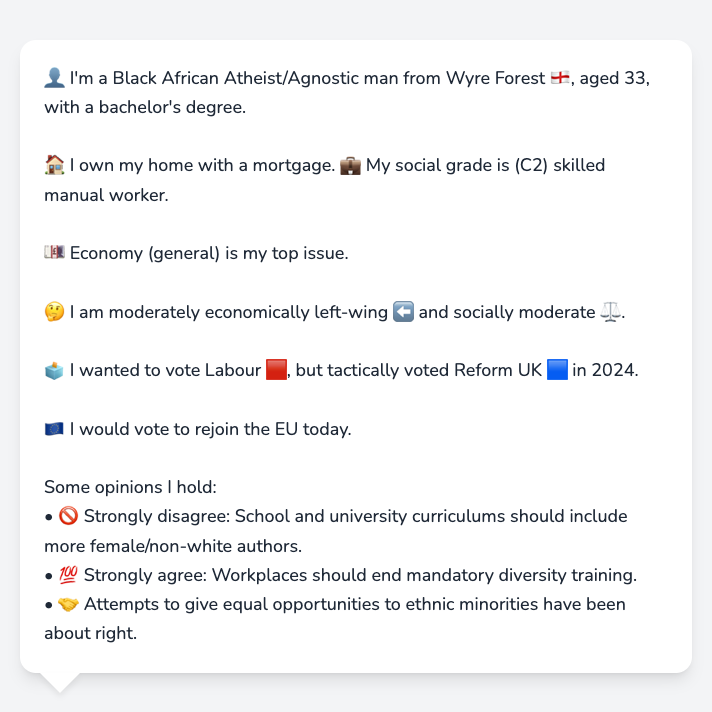 👤 I'm a Black African Atheist/Agnostic man from Wyre Forest 🏴󠁧󠁢󠁥󠁮󠁧󠁿, aged 33,
with a bachelor's degree.
🏠 I own my home with a mortgage. 💼 My social grade is (C2) skilled
manual worker.
💷 Economy (general) is my top issue.
🤔 I am moderately economically left-wing ⬅️ and socially moderate ⚖️.
🗳️ I wanted to vote Labour 🟥, but tactically voted Reform UK 🟦 in 2024.
🇪🇺 I would vote to rejoin the EU today.
Some opinions I hold:
• 🚫 Strongly disagree: School and university curriculums should include
more female/non-white authors.
• 💯 Strongly agree: Workplaces should end mandatory diversity training.
• 🤝 Attempts to give equal opportunities to ethnic minorities have been
about right.